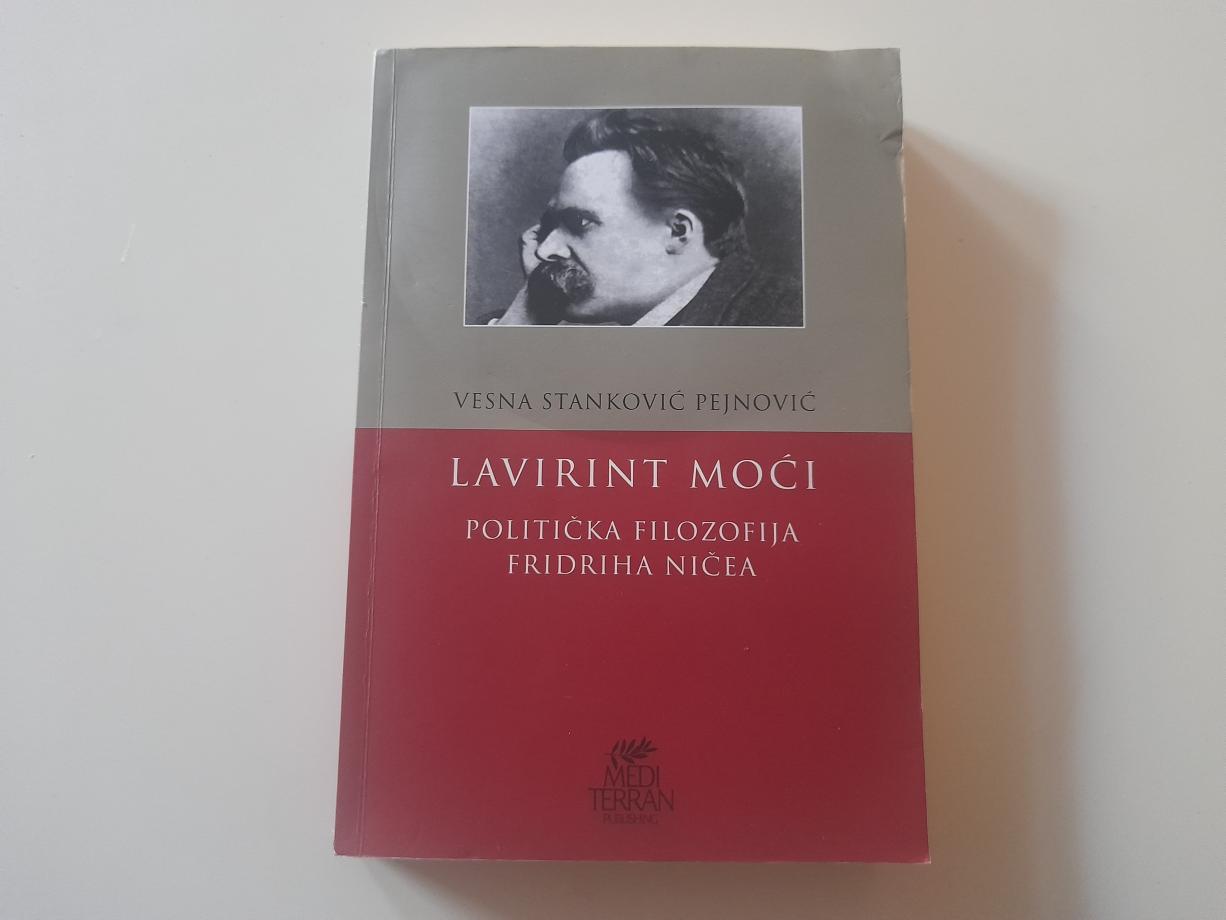 VESNA STANKOVIĆ PEJNOVIĆ
LAVIRINT MOĆI
POLITIČKA FILOZOFIJA
FRIDRIHA NIČEA
MEDI
TERRAN
PUBLISHING